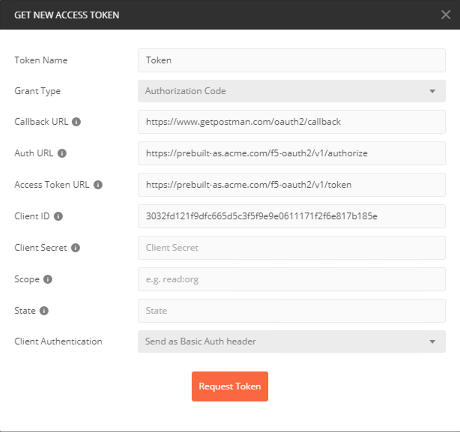 GET NEW ACCESS TOKEN
Token Name Token
Grant Type Authorization Code
Callback URL https://www.getpostman.com/oauth2/callback
Auth URL https://prebuilt-as.acme.com/f5-oauth2/v1/authorize
Access Token URL https://prebuilt-as.acme.com/f5-oauth2/v1/token
Client ID 3032fd121f9dfc665d5c3f5f9e9e0611171f2f6e817b185e
Client Secret Client Secret
Scope e.g. read:org
State State
Client Authentication Send as Basic Auth header
Request Token